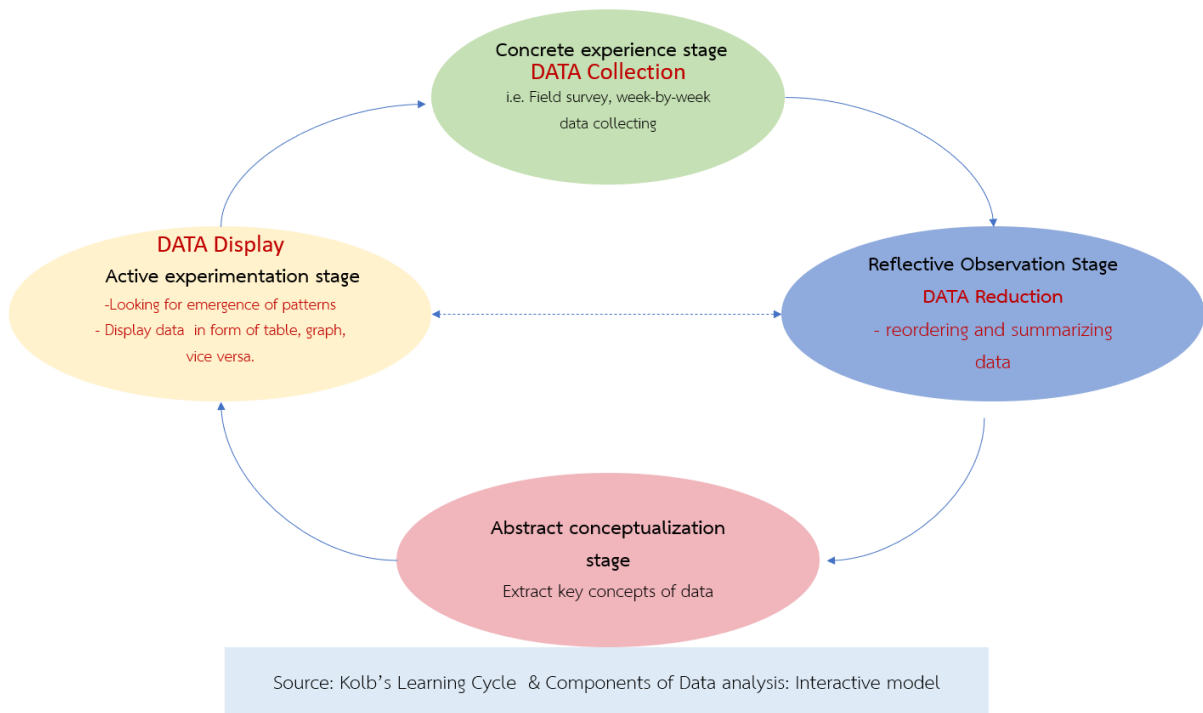 Concrete experience stage
DATA Collection
i.e. Field survey, week-by-week
data collecting
DATA Display
Active experimentation stage
-Looking for emergence of patterns
- Display data  in form of table, graph,
vice versa.
Reflective Observation Stage
DATA Reduction
- reordering and summarizing
data
Abstract conceptualization
stage
Extract key concepts of data
Source: Kolb's Learning Cycle  & Components of Data analysis: Interactive model